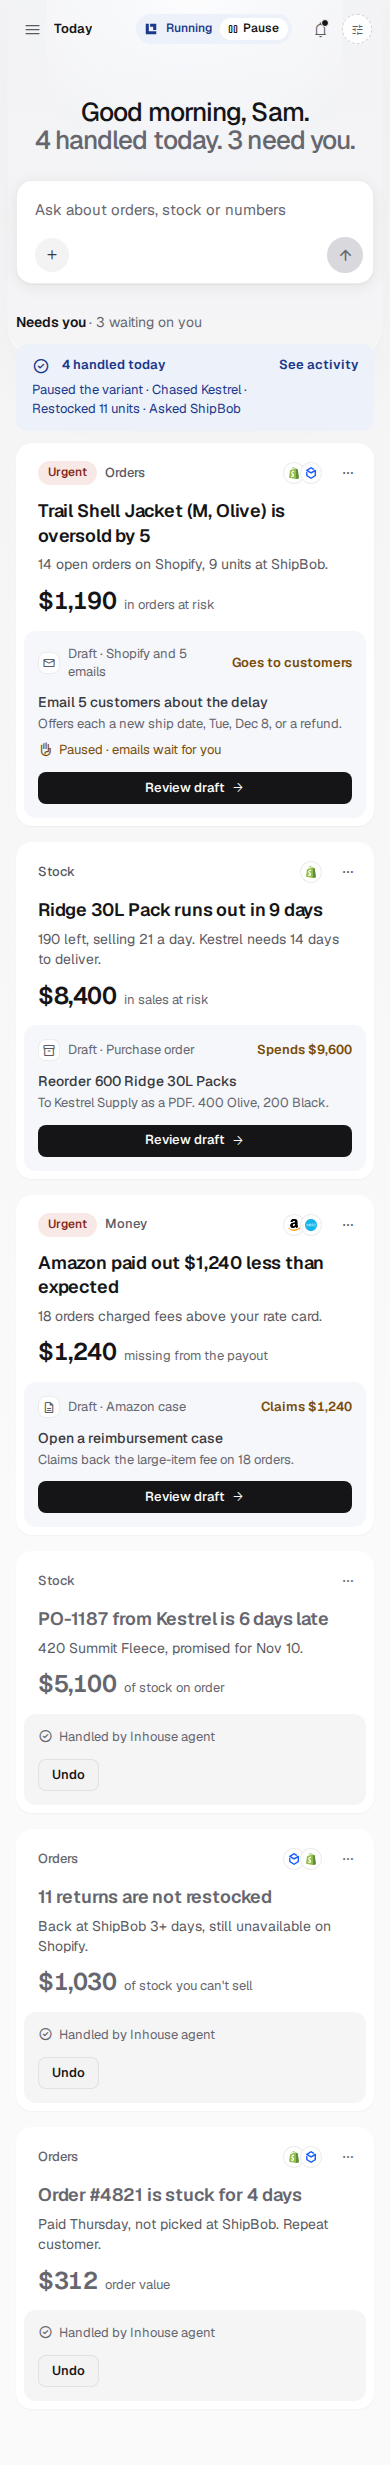 Today
Running
Pause
Good morning, Sam.
4 handled today. 3 need you.
Ask about orders, stock or numbers
Needs you · 3 waiting on you
4 handled today
See activity
Paused the variant · Chased Kestrel ·
Restocked 11 units · Asked ShipBob
Urgent
Orders
Trail Shell Jacket (M, Olive) is
oversold by 5
14 open orders on Shopify, 9 units at ShipBob.
$1,190 in orders at risk
Draft · Shopify and 5
emails
Goes to customers
Email 5 customers about the delay
Offers each a new ship date, Tue, Dec 8, or a refund.
Paused · emails wait for you
Review draft →
Stock
Ridge 30L Pack runs out in 9 days
190 left, selling 21 a day. Kestrel needs 14 days
to deliver.
$8,400 in sales at risk
Draft · Purchase order
Spends $9,600
Reorder 600 Ridge 30L Packs
To Kestrel Supply as a PDF. 400 Olive, 200 Black.
Review draft →
Urgent
Money
Amazon paid out $1,240 less than
expected
18 orders charged fees above your rate card.
$1,240 missing from the payout
Draft · Amazon case
Claims $1,240
Open a reimbursement case
Claims back the large-item fee on 18 orders.
Review draft →
Stock
PO-1187 from Kestrel is 6 days late
420 Summit Fleece, promised for Nov 10.
$5,100 of stock on order
Handled by Inhouse agent
Undo
Orders
11 returns are not restocked
Back at ShipBob 3+ days, still unavailable on
Shopify.
$1,030 of stock you can't sell
Handled by Inhouse agent
Undo
Orders
Order #4821 is stuck for 4 days
Paid Thursday, not picked at ShipBob. Repeat
customer.
$312 order value
Handled by Inhouse agent
Undo